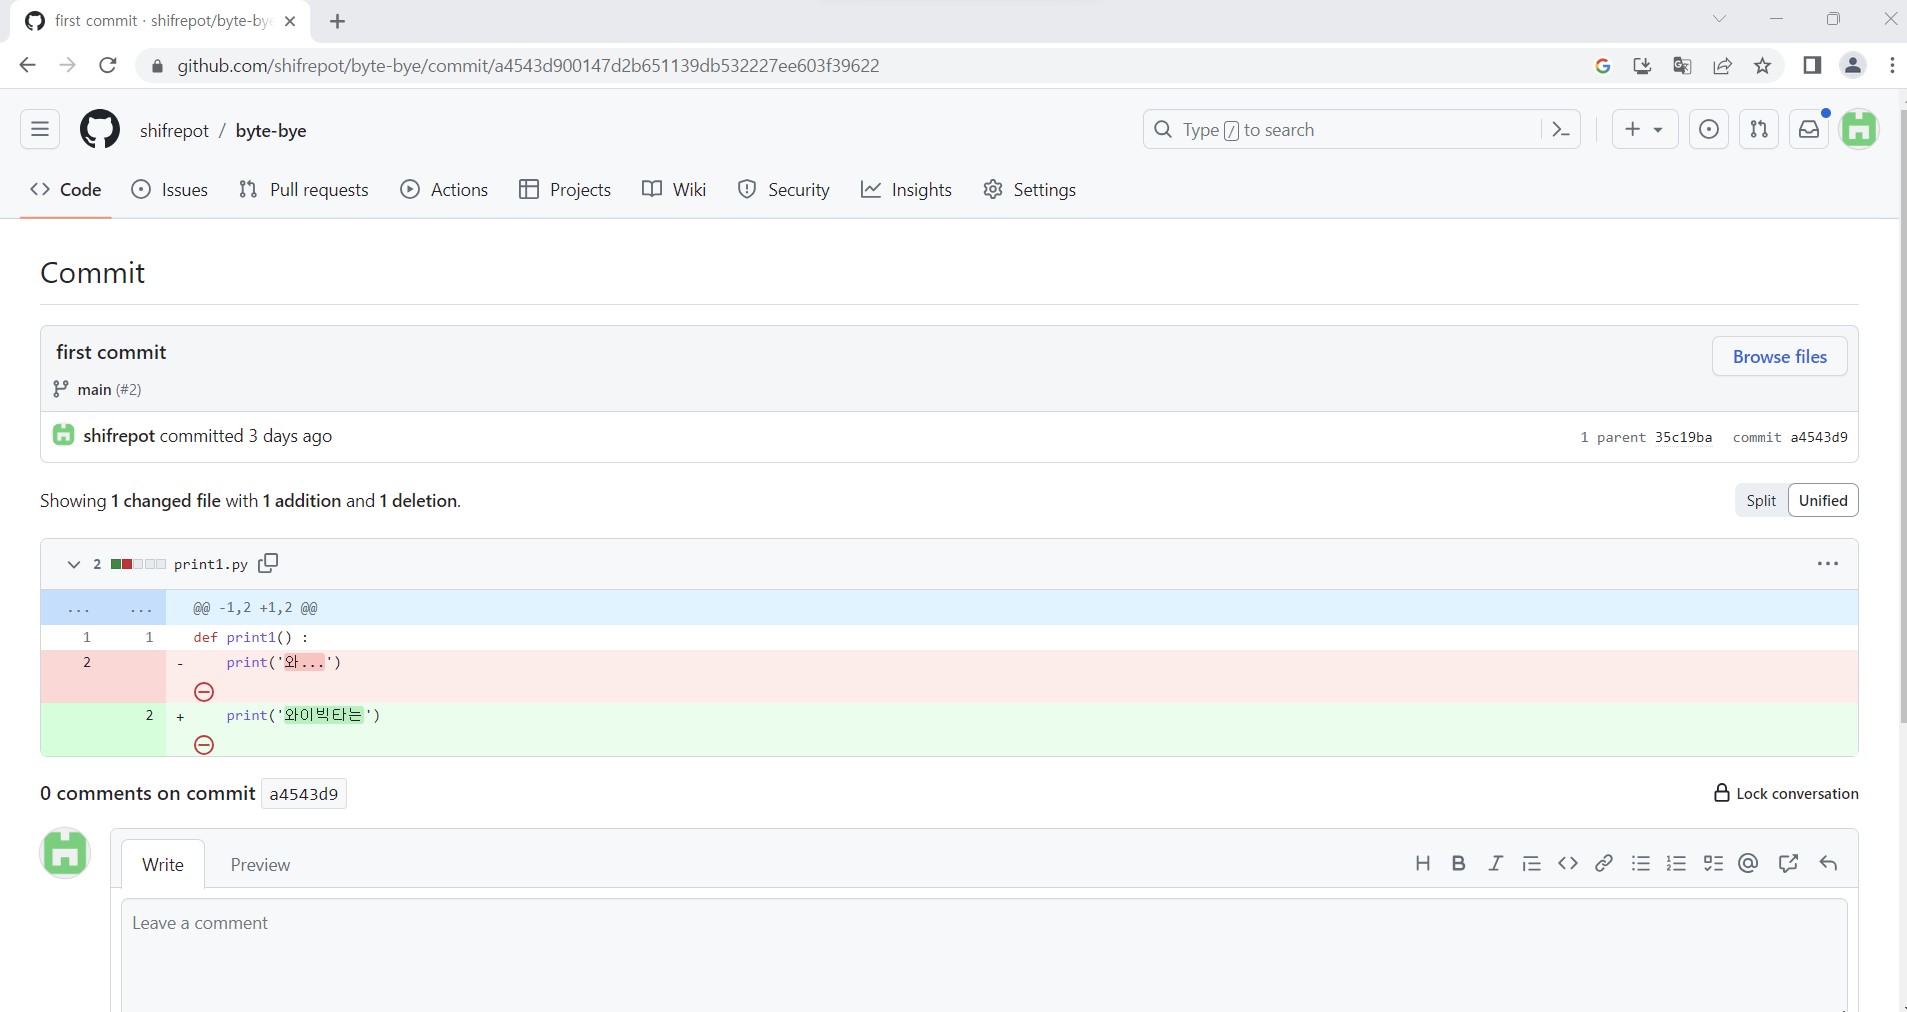 first commit · shifrepot/byte-bye
github.com/shifrepot/byte-bye/commit/a4543d900147d2b651139db532227ee603f39622
shifrepot / byte-bye
Type / to search
Code Issues Pull requests Actions Projects Wiki Security Insights Settings
Commit
first commit
Browse files
main (#2)
shifrepot committed 3 days ago
1 parent 35c19ba commit a4543d9
Showing 1 changed file with 1 addition and 1 deletion.
Split Unified
2 print1.py
... ... @@ -1,2 +1,2 @@
1 1 def print1() :
2 - print('와...')
2 + print('와이빅타는')
0 comments on commit a4543d9
Lock conversation
Write Preview
Leave a comment